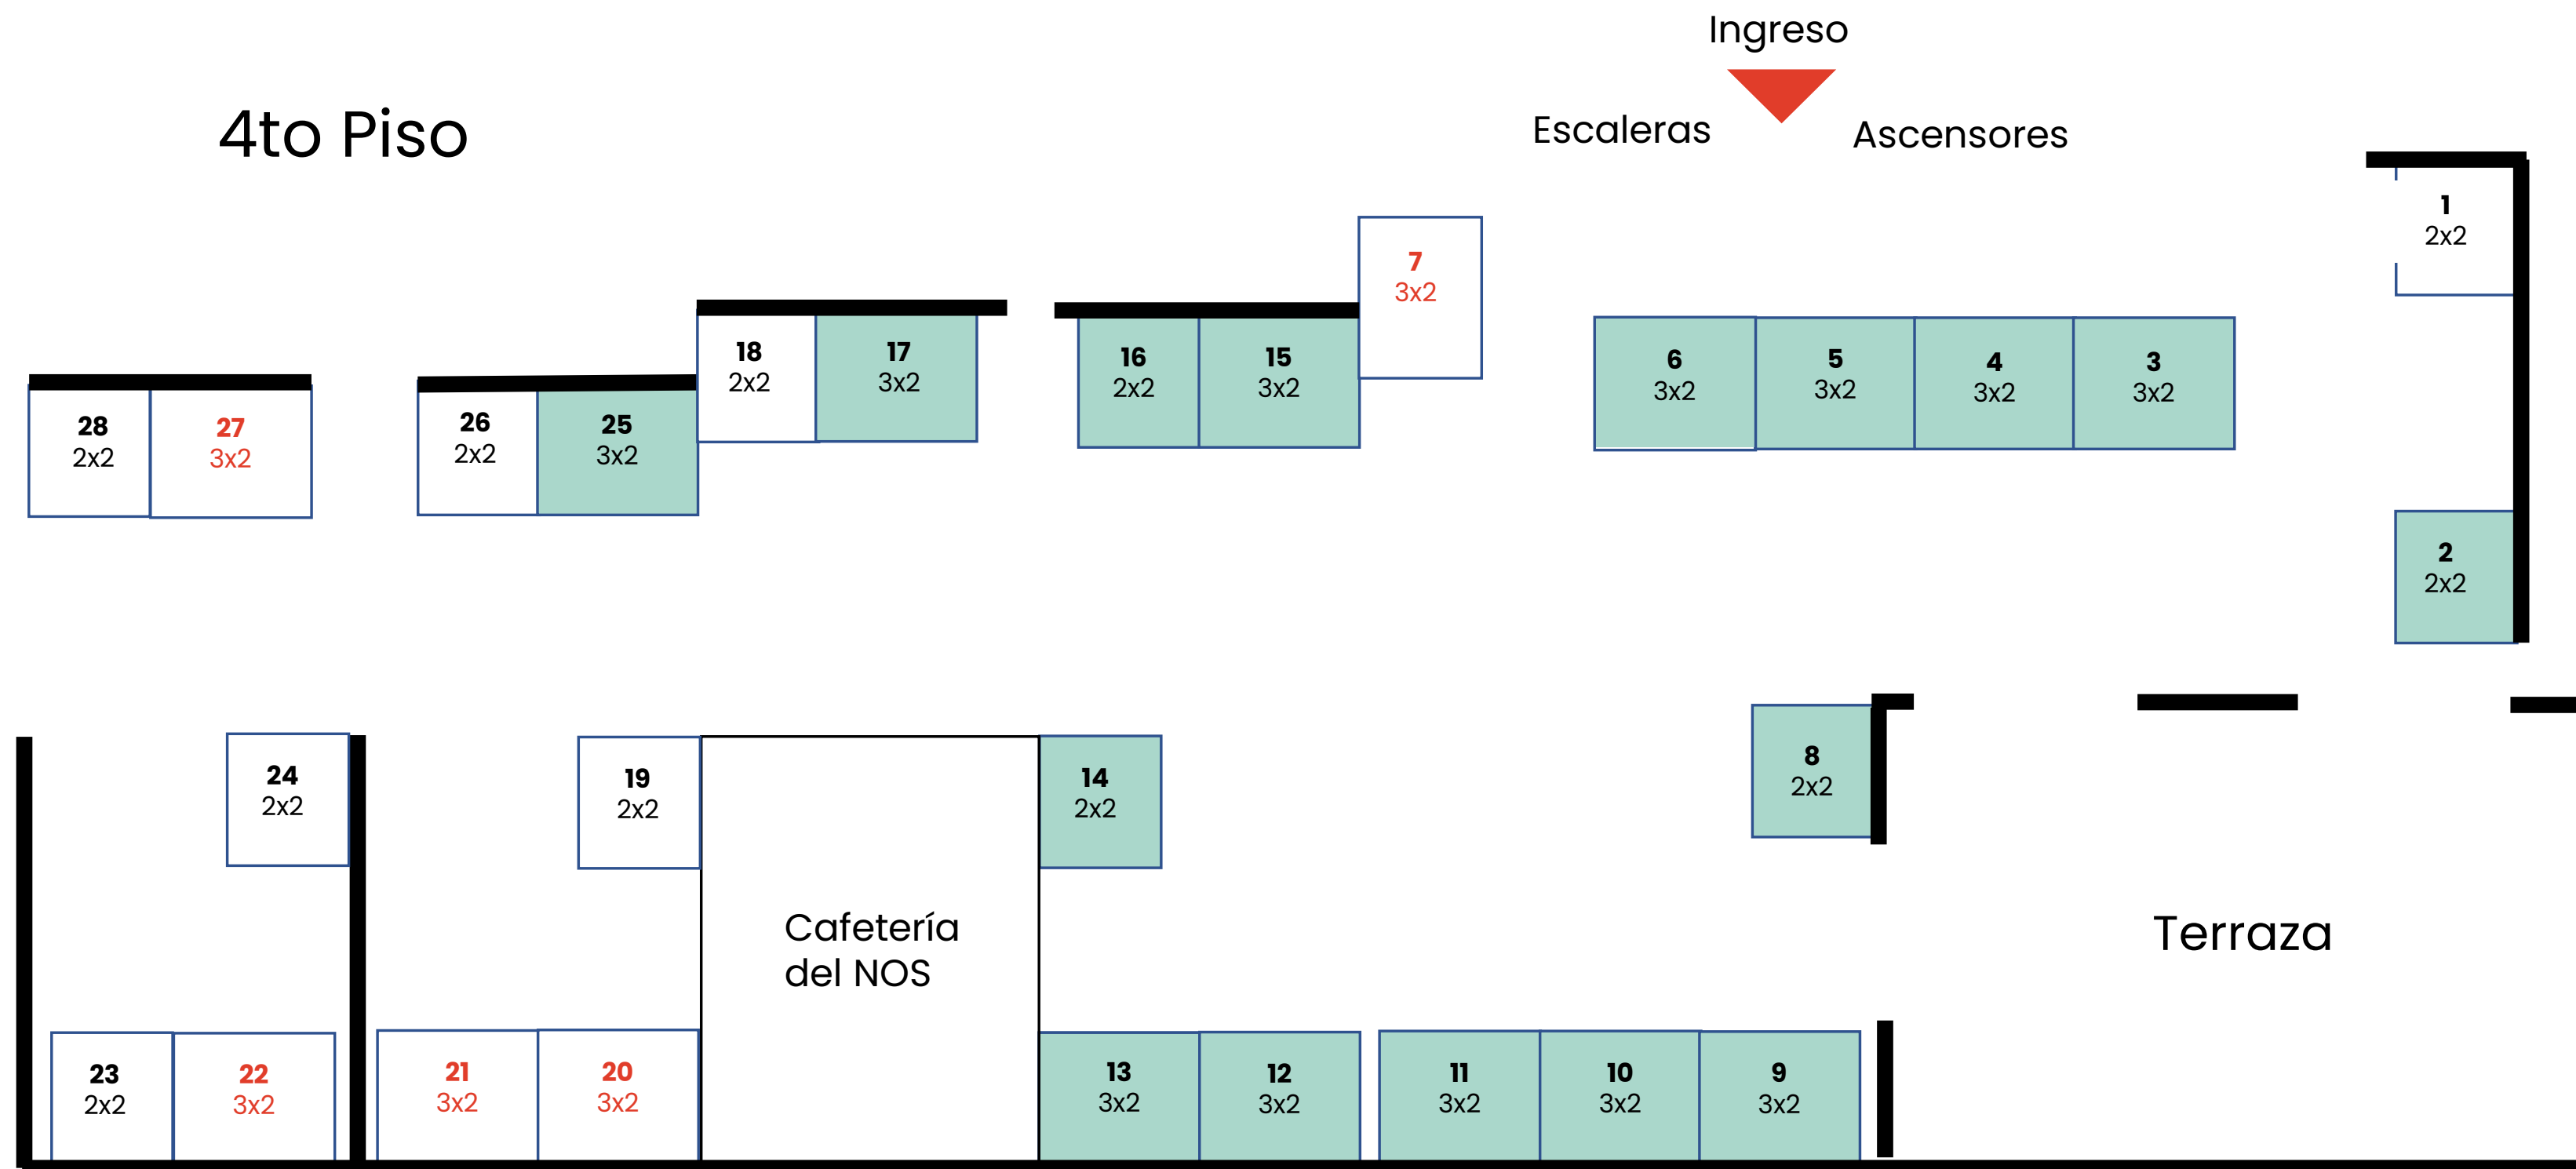 Ingreso
4to Piso
Escaleras
Ascensores
1
2x2
7
3x2
18
2x2
17
3x2
16
2x2
15
3x2
6
3x2
5
3x2
4
3x2
3
3x2
28
2x2
27
3x2
26
2x2
25
3x2
2
2x2
24
2x2
19
2x2
14
2x2
8
2x2
Cafetería
del NOS
Terraza
23
2x2
22
3x2
21
3x2
20
3x2
13
3x2
12
3x2
11
3x2
10
3x2
9
3x2